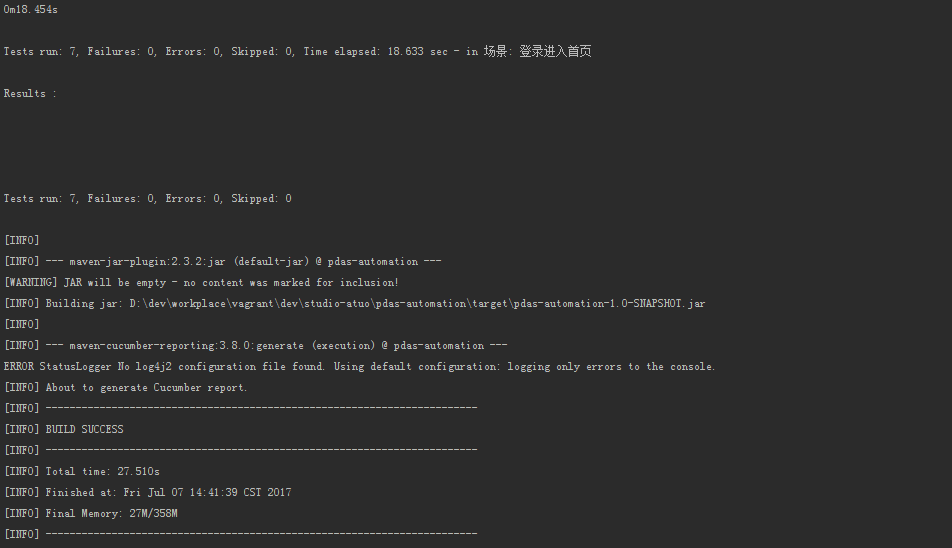 0m18.454s
Tests run: 7, Failures: 0, Errors: 0, Skipped: 0, Time elapsed: 18.633 sec - in 场景: 登录进入首页
Results :
Tests run: 7, Failures: 0, Errors: 0, Skipped: 0
[INFO]
[INFO] --- maven-jar-plugin:2.3.2:jar (default-jar) @ pdas-automation ---
[WARNING] JAR will be empty - no content was marked for inclusion!
[INFO] Building jar: D:\dev\workplace\vagrant\dev\studio-atuo\pdas-automation\target\pdas-automation-1.0-SNAPSHOT.jar
[INFO]
[INFO] --- maven-cucumber-reporting:3.8.0:generate (execution) @ pdas-automation ---
ERROR StatusLogger No log4j2 configuration file found. Using default configuration: logging only errors to the console.
[INFO] About to generate Cucumber report.
[INFO] ------------------------------------------------------------------------
[INFO] BUILD SUCCESS
[INFO] ------------------------------------------------------------------------
[INFO] Total time: 27.510s
[INFO] Finished at: Fri Jul 07 14:41:39 CST 2017
[INFO] Final Memory: 27M/358M
[INFO] ------------------------------------------------------------------------